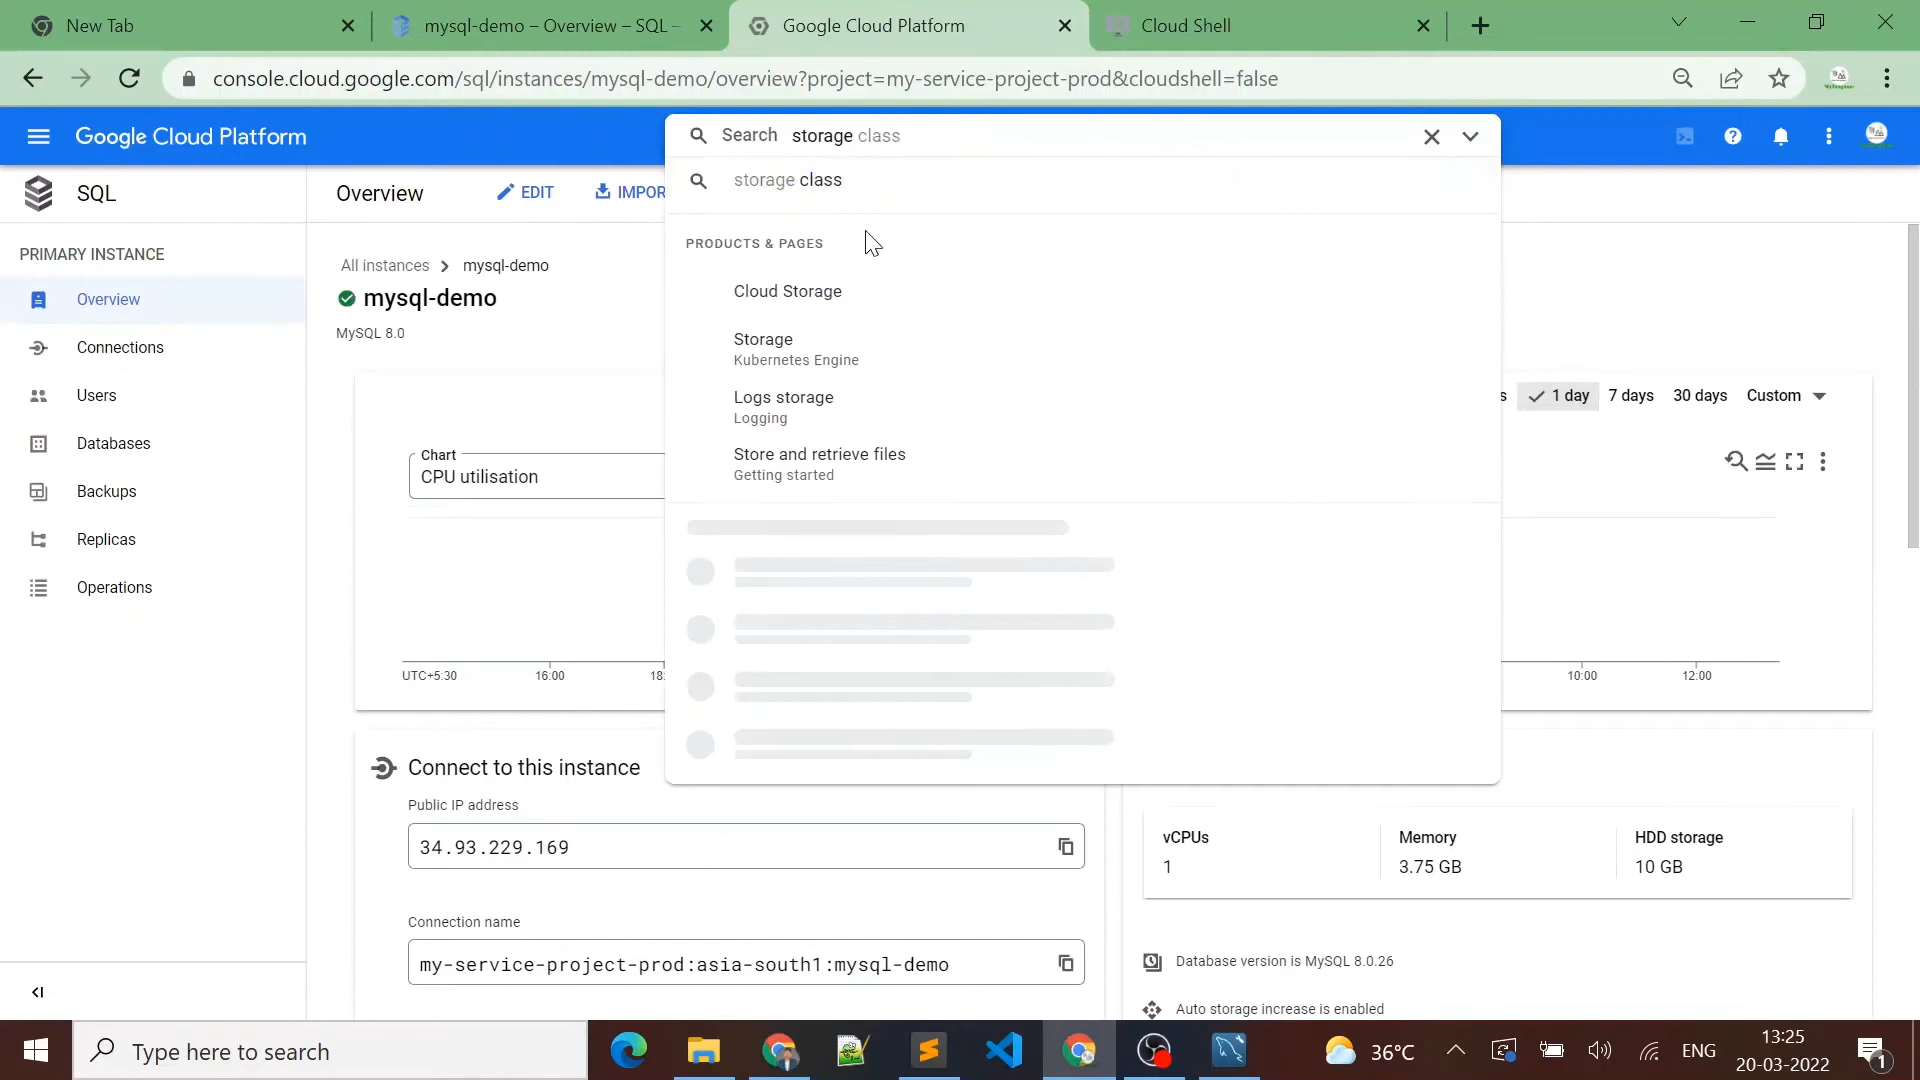 New Tab
mysql-demo – Overview – SQL –
Google Cloud Platform
Cloud Shell
console.cloud.google.com/sql/instances/mysql-demo/overview?project=my-service-project-prod&cloudshell=false
Google Cloud Platform
Search storage class
storage class
SQL
Overview
EDIT
IMPOR
PRODUCTS & PAGES
Cloud Storage
Storage
Kubernetes Engine
Logs storage
Logging
Store and retrieve files
Getting started
PRIMARY INSTANCE
Overview
Connections
Users
Databases
Backups
Replicas
Operations
All instances > mysql-demo
mysql-demo
MySQL 8.0
s 1 day 7 days 30 days Custom
Chart
CPU utilisation
UTC+5:30 16:00 18: 10:00 12:00
Connect to this instance
Public IP address
34.93.229.169
Connection name
my-service-project-prod:asia-south1:mysql-demo
vCPUs
1
Memory
3.75 GB
HDD storage
10 GB
Database version is MySQL 8.0.26
Auto storage increase is enabled
Type here to search
36°C
ENG
13:25
20-03-2022
1